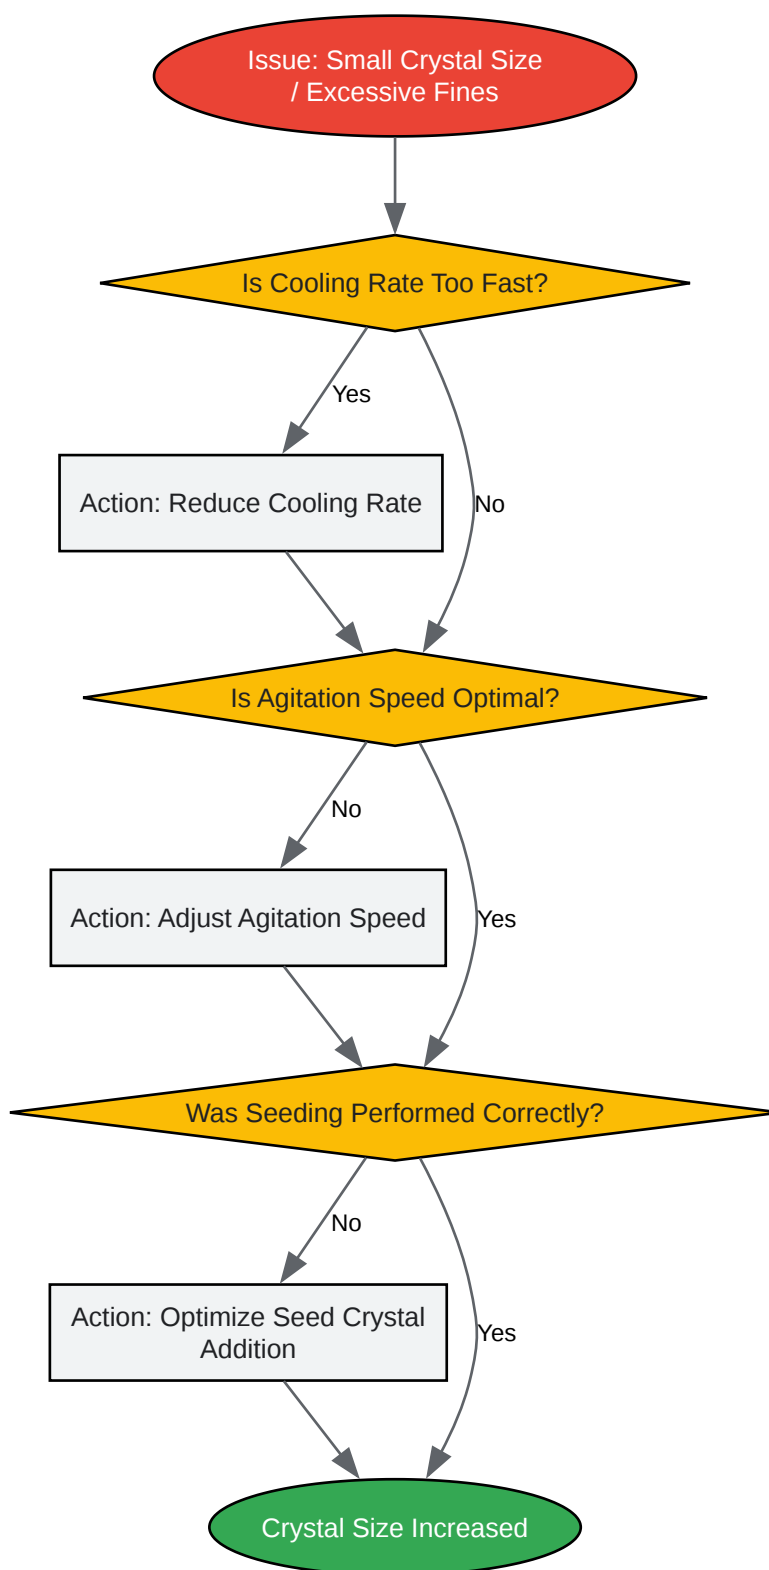 Issue: Small Crystal Size
/ Excessive Fines
Is Cooling Rate Too Fast?
Yes
Action: Reduce Cooling Rate
No
Is Agitation Speed Optimal?
No
Action: Adjust Agitation Speed
Yes
Was Seeding Performed Correctly?
No
Action: Optimize Seed Crystal
Addition
Yes
Crystal Size Increased